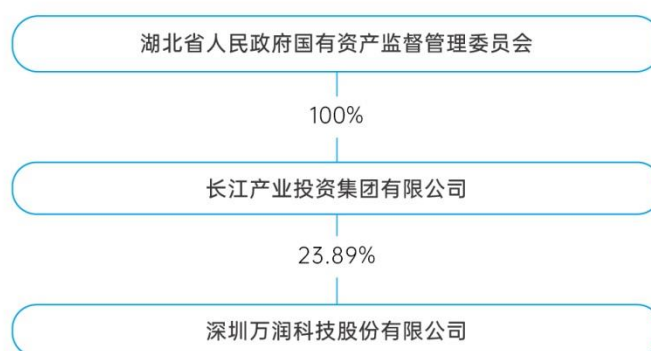 湖北省人民政府国有资产监督管理委员会
100%
长江产业投资集团有限公司
23.89%
深圳万润科技股份有限公司